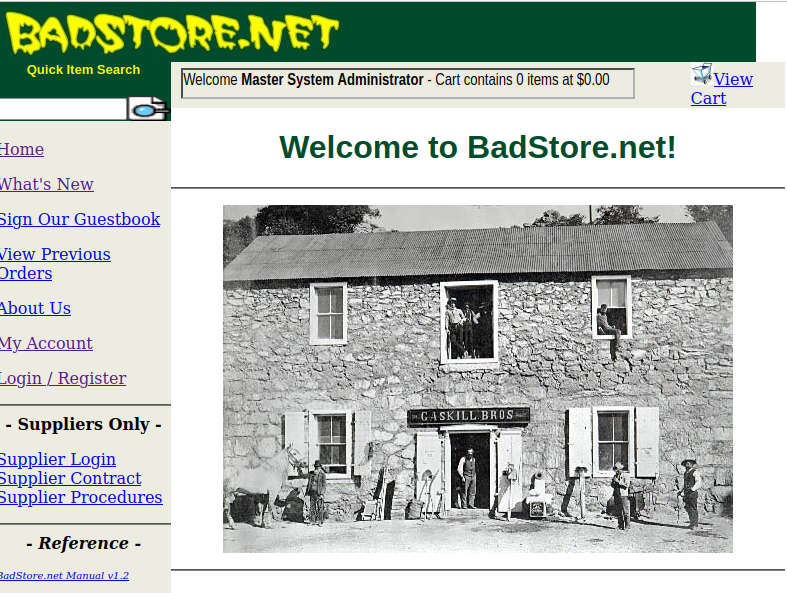 BADSTORE.NET
Quick Item Search
Welcome Master System Administrator - Cart contains 0 items at $0.00
View
Cart
Home
What's New
Sign Our Guestbook
View Previous
Orders
About Us
My Account
Login / Register
- Suppliers Only -
Supplier Login
Supplier Contract
Supplier Procedures
- Reference -
BadStore.net Manual v1.2
Welcome to BadStore.net!
GASKILL BROS